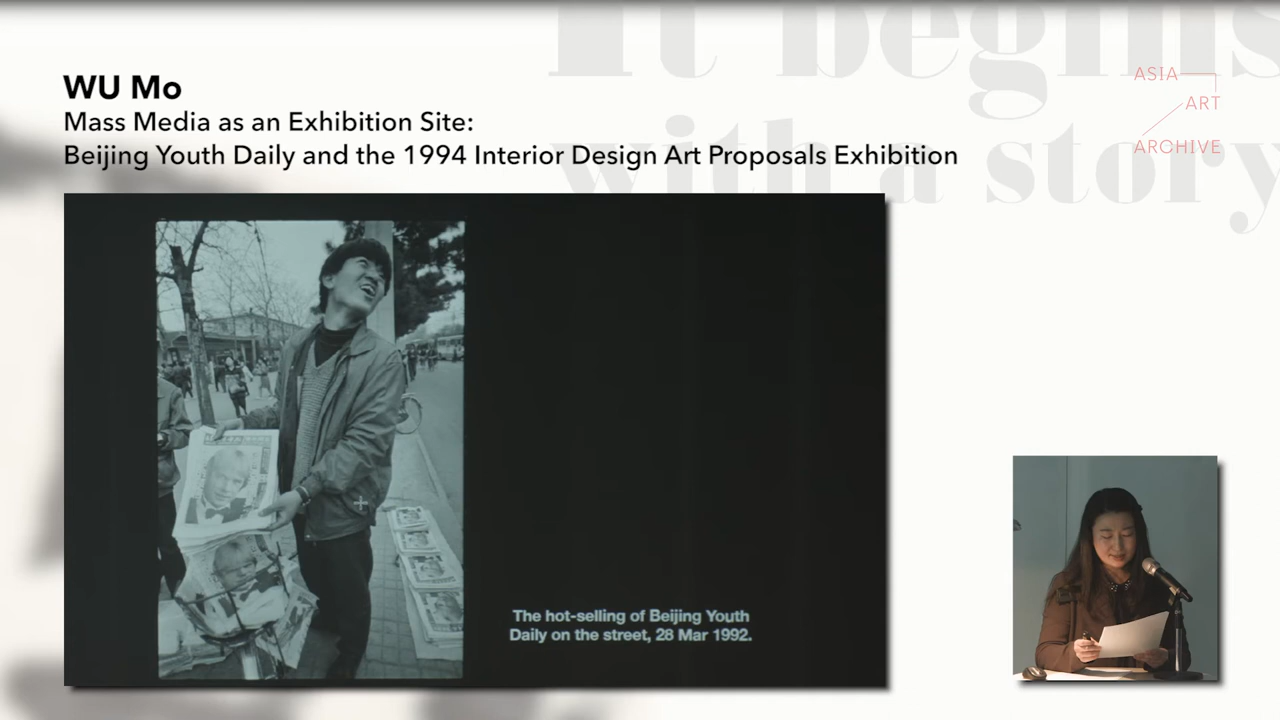 It begins
with a story
WU Mo
Mass Media as an Exhibition Site:
Beijing Youth Daily and the 1994 Interior Design Art Proposals Exhibition
ASIA
ART
ARCHIVE
The hot-selling of Beijing Youth
Daily on the street, 28 Mar 1992.